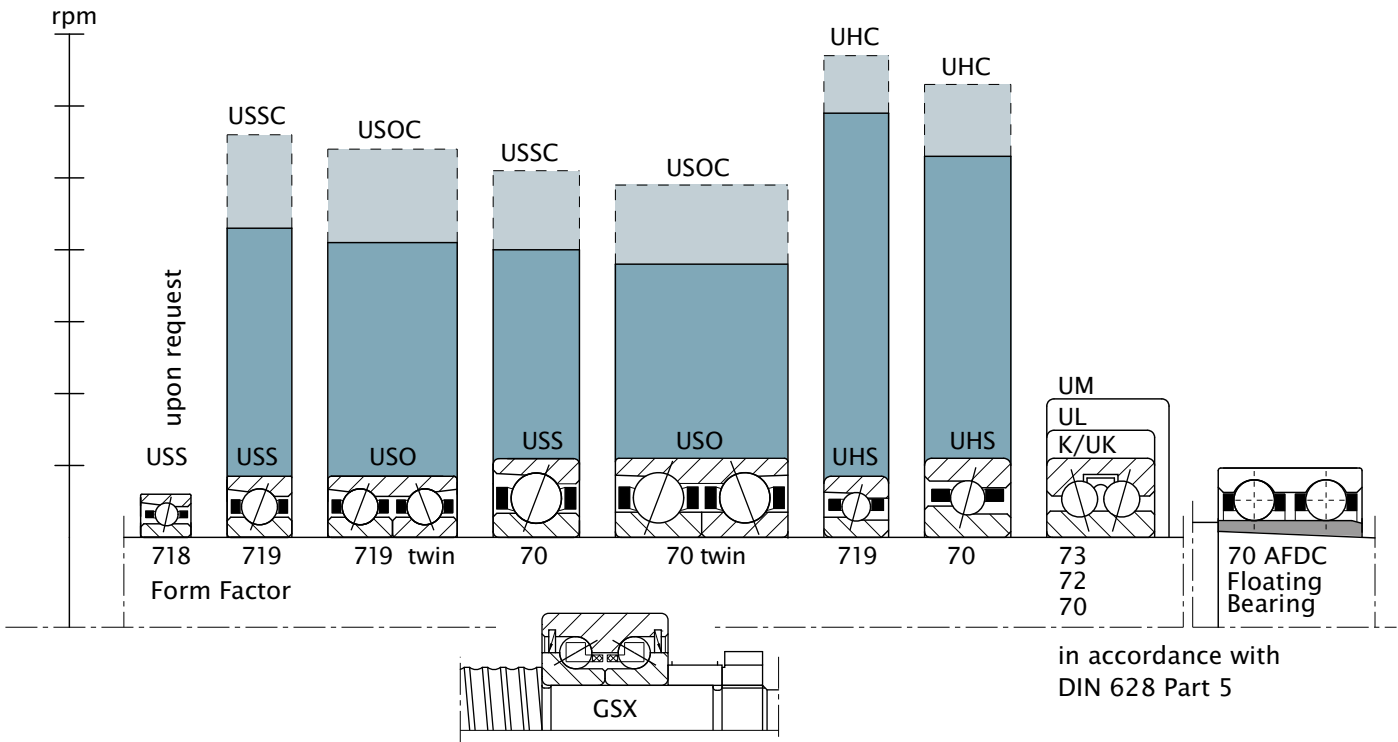 rpm
UHC
UHC
USSC
USOC
USSC
USOC
upon request
UM
UL
K/UK
USS
USS
USO
USS
USO
UHS
UHS
718
719
719 twin
70
70 twin
719
70
73
72
70
70 AFDC
Floating
Bearing
Form Factor
in accordance with
DIN 628 Part 5
GSX